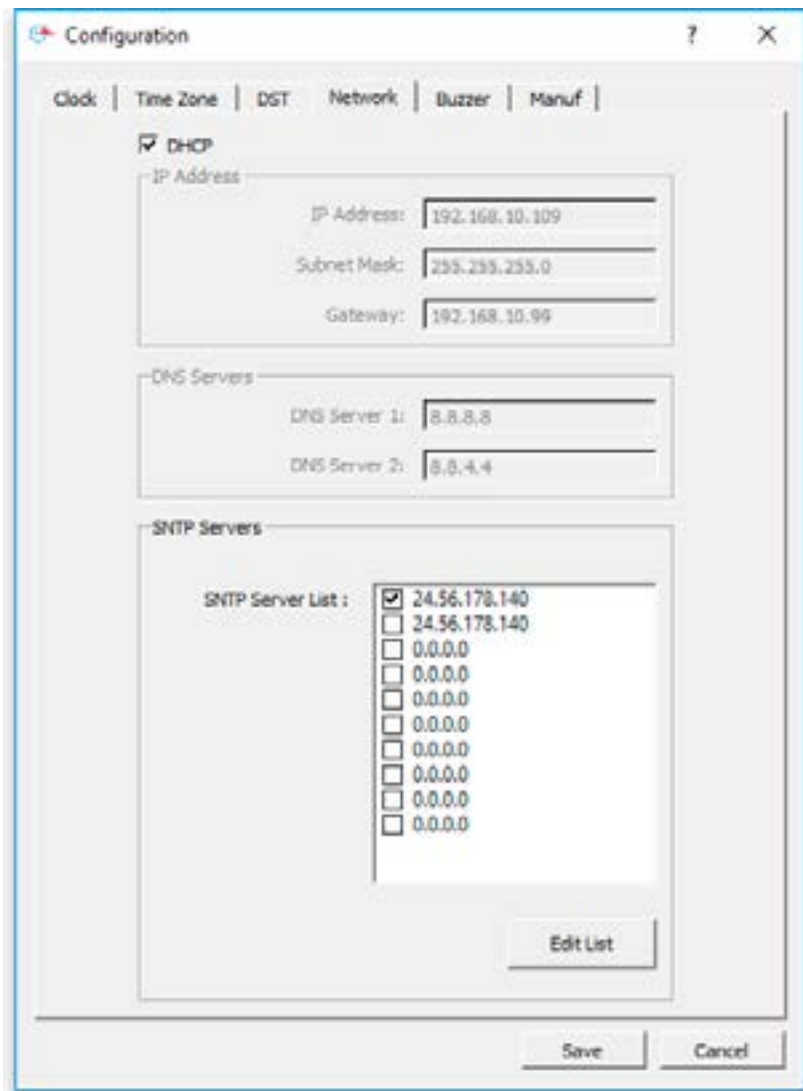 Configuration ? ×
Clock Time Zone DST Network Buzzer Manuf
DHCP
IP Address
IP Address: 192.168.10.109
Subnet Mask: 255.255.255.0
Gateway: 192.168.10.99
DNS Servers
DNS Server 1: 8.8.8.8
DNS Server 2: 8.8.4.4
SNTP Servers
SNTP Server List : 24.56.178.140
24.56.178.140
0.0.0.0
0.0.0.0
0.0.0.0
0.0.0.0
0.0.0.0
0.0.0.0
0.0.0.0
0.0.0.0
Edit List
Save Cancel